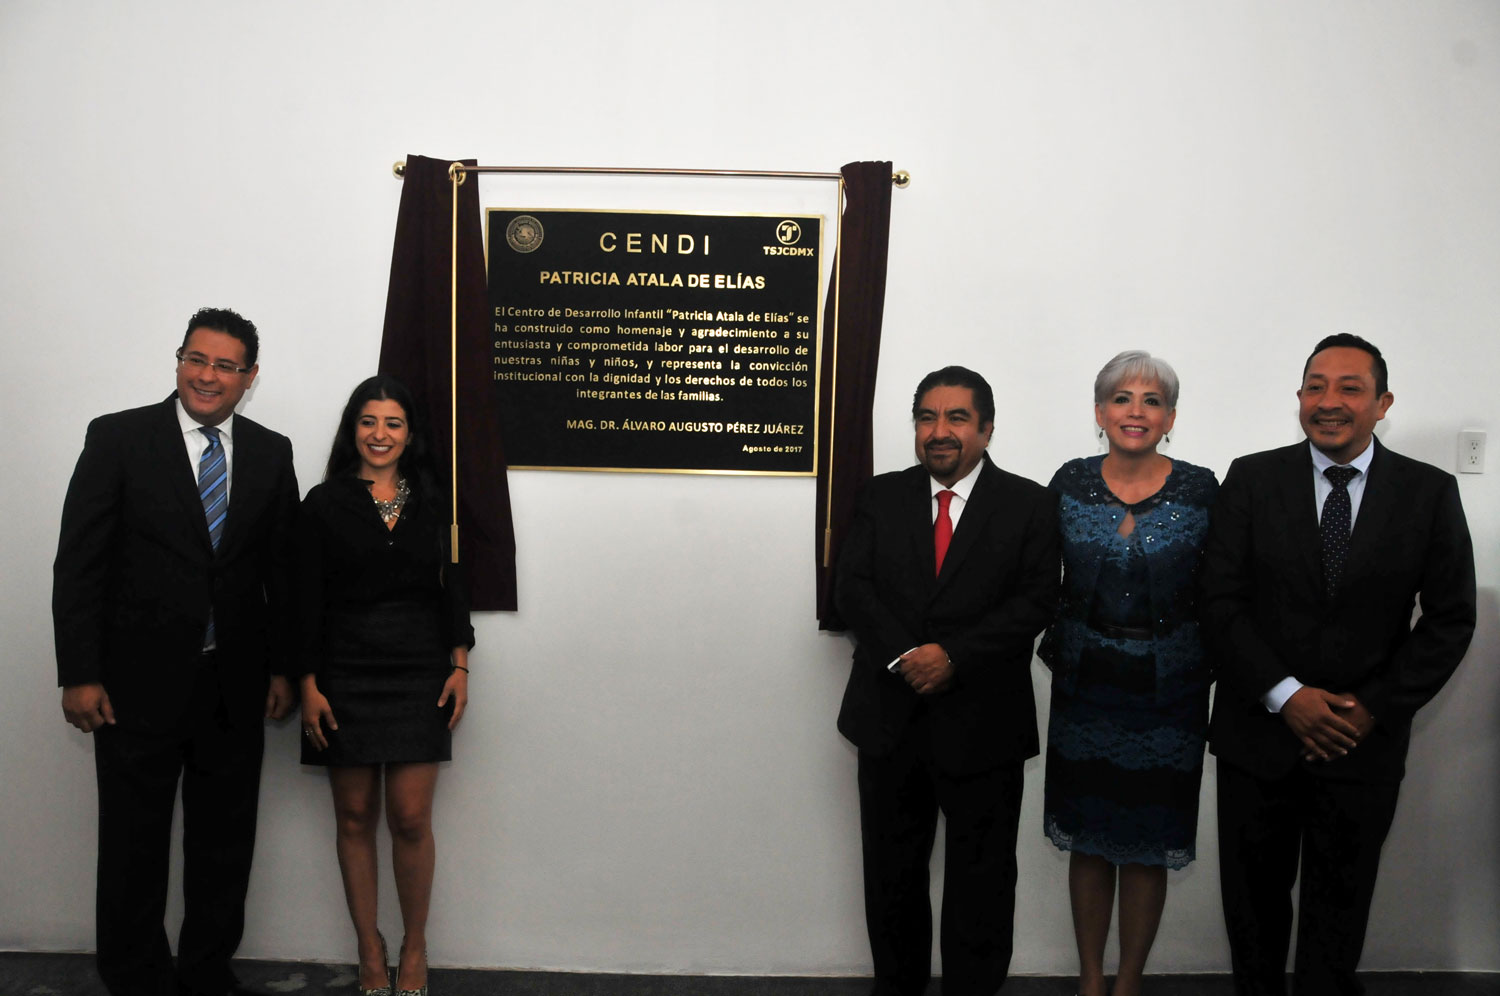 CENDI
TSJCDMX
PATRICIA ATALA DE ELÍAS
El Centro de Desarrollo Infantil "Patricia Atala de Elías" se
ha construido como homenaje y agradecimiento a su
entusiasta y comprometida labor para el desarrollo de
nuestras niñas y niños, y representa la convicción
institucional con la dignidad y los derechos de todos los
integrantes de las familias.
MAG. DR. ÁLVARO AUGUSTO PÉREZ JUÁREZ
Agosto de 2017